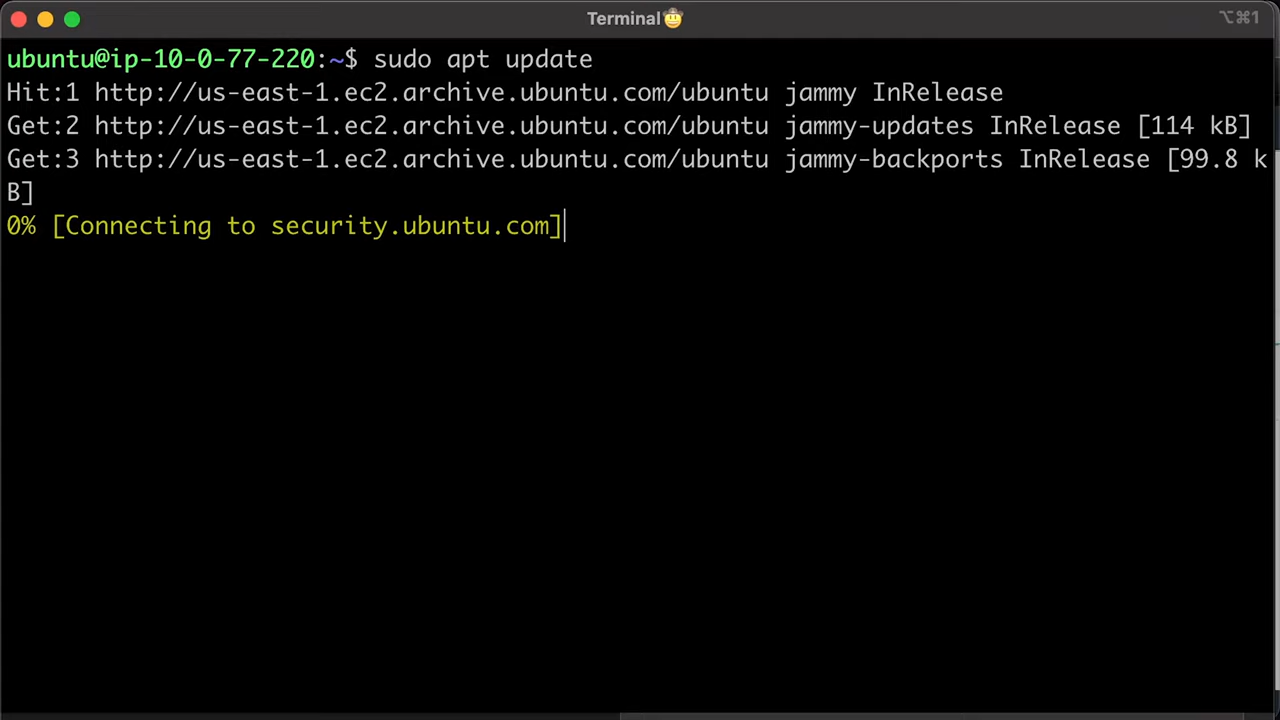 Terminal🤠
⌥⌘1
ubuntu@ip-10-0-77-220:~$ sudo apt update
Hit:1 http://us-east-1.ec2.archive.ubuntu.com/ubuntu jammy InRelease
Get:2 http://us-east-1.ec2.archive.ubuntu.com/ubuntu jammy-updates InRelease [114 kB]
Get:3 http://us-east-1.ec2.archive.ubuntu.com/ubuntu jammy-backports InRelease [99.8 k
B]
0% [Connecting to security.ubuntu.com]